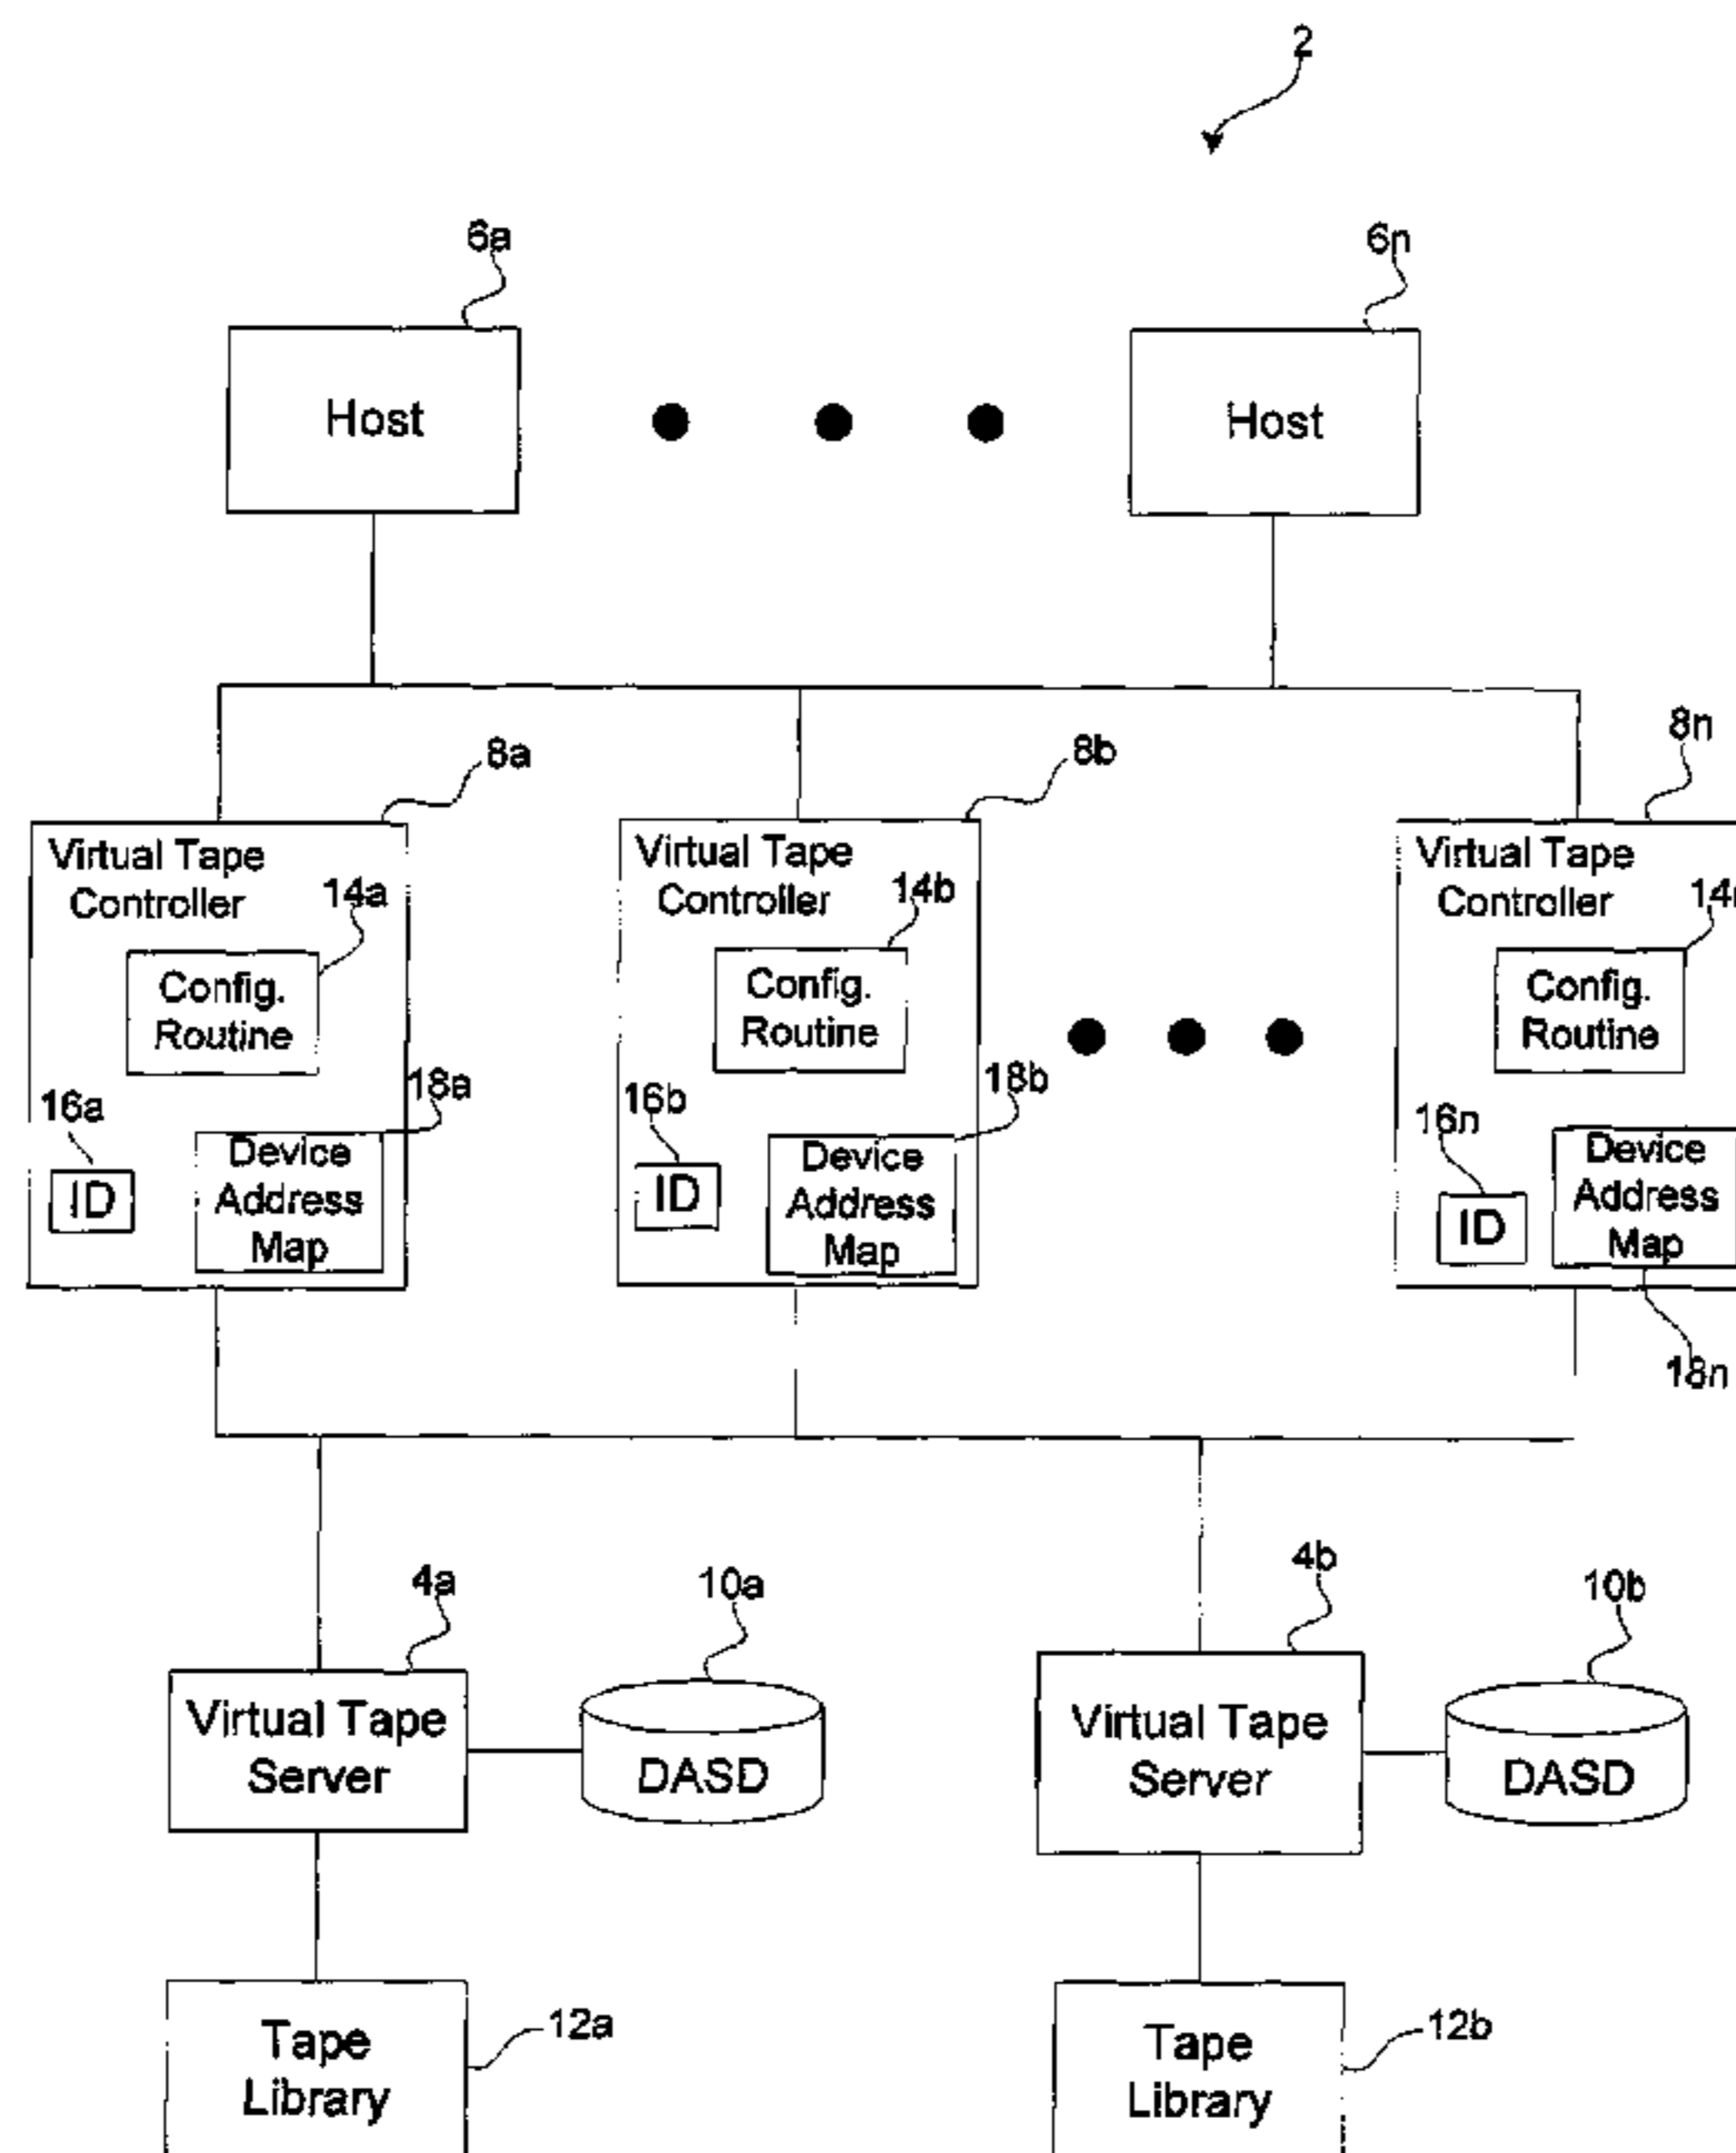 2
6a
6n
Host
Host
8a
8b
8n
Virtual Tape
Controller
14a
Config.
Routine
16a
ID
18a
Device
Address
Map
Virtual Tape
Controller
14b
Config.
Routine
16b
ID
18b
Device
Address
Map
Virtual Tape
Controller
Config.
Routine
16n
ID
Device
Address
Map
18n
4a
10a
4b
10b
Virtual Tape
Server
DASD
Virtual Tape
Server
DASD
Tape
Library
12a
Tape
Library
12b